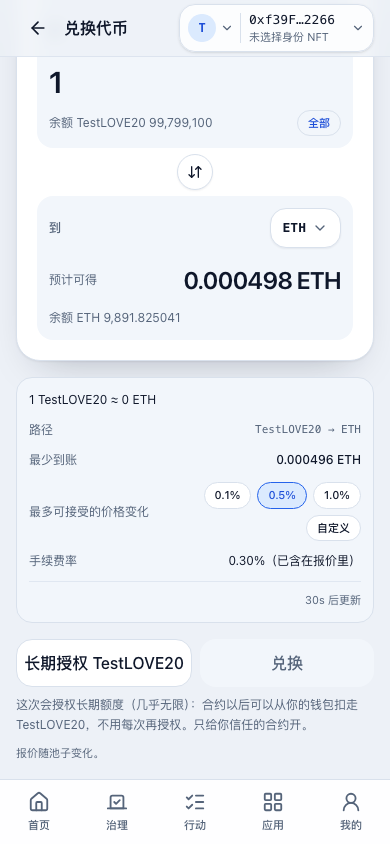 兑换代币
T
0xf39F…2266
未选择身份 NFT
1
余额 TestLOVE20 99,799,100
全部
到
ETH
预计可得
0.000498 ETH
余额 ETH 9,891.825041
1 TestLOVE20 ≈ 0 ETH
路径
TestLOVE20 → ETH
最少到账
0.000496 ETH
最多可接受的价格变化
0.1%
0.5%
1.0%
自定义
手续费率
0.30%（已含在报价里）
30s 后更新
长期授权 TestLOVE20
兑换
这次会授权长期额度（几乎无限）：合约以后可以从你的钱包扣走
TestLOVE20，不用每次再授权。只给你信任的合约开。
报价随池子变化。
首页
治理
行动
应用
我的